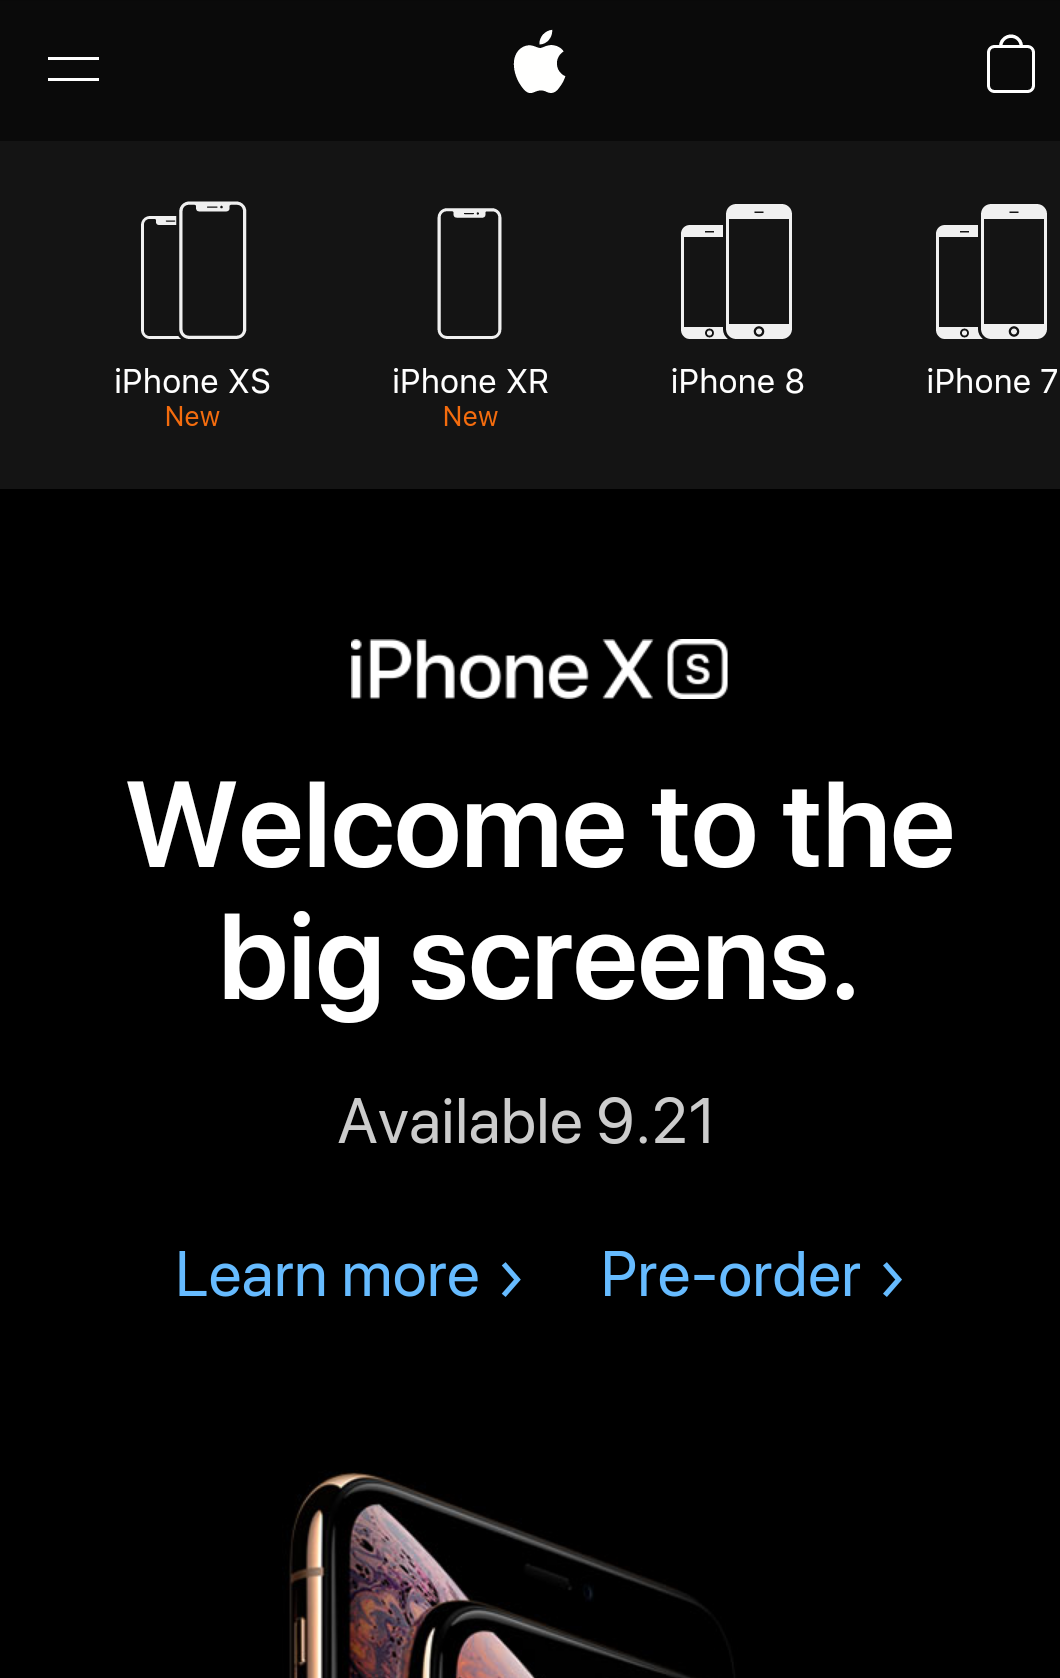 iPhone XS
New
iPhone XR
New
iPhone 8
iPhone 7
iPhone XS
Welcome to the
big screens.
Available 9.21
Learn more >
Pre-order >